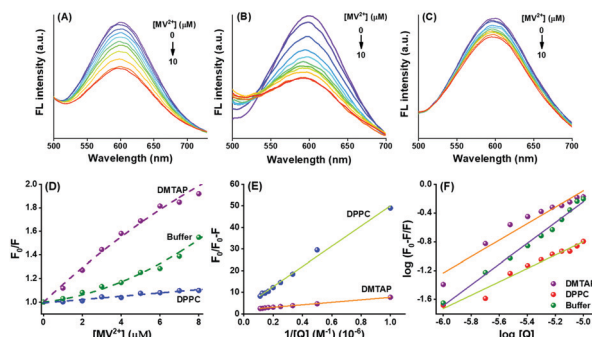 (A)
[MV²⁺] (μM)
0
10
FL intensity (a.u.)
500 550 600 650 700
Wavelength (nm)
(B)
[MV²⁺] (μM)
0
10
FL intensity (a.u.)
500 550 600 650 700
Wavelength (nm)
(C)
[MV²⁺] (μM)
0
10
FL intensity (a.u.)
500 550 600 650 700
Wavelength (nm)
(D)
DMTAP
Buffer
DPPC
F₀/F
2.0
1.8
1.6
1.4
1.2
1.0
0 2 4 6 8
[MV²⁺] (μM)
(E)
DPPC
DMTAP
F₀/F₀-F
60
50
40
30
20
10
0
0.2 0.4 0.6 0.8 1.0
1/[Q] (M⁻¹) (10⁻⁶)
(F)
DMTAP
DPPC
Buffer
log (F₀-F/F)
0.0
-0.4
-0.8
-1.2
-1.6
-6.0 -5.8 -5.6 -5.4 -5.2 -5.0
log [Q]